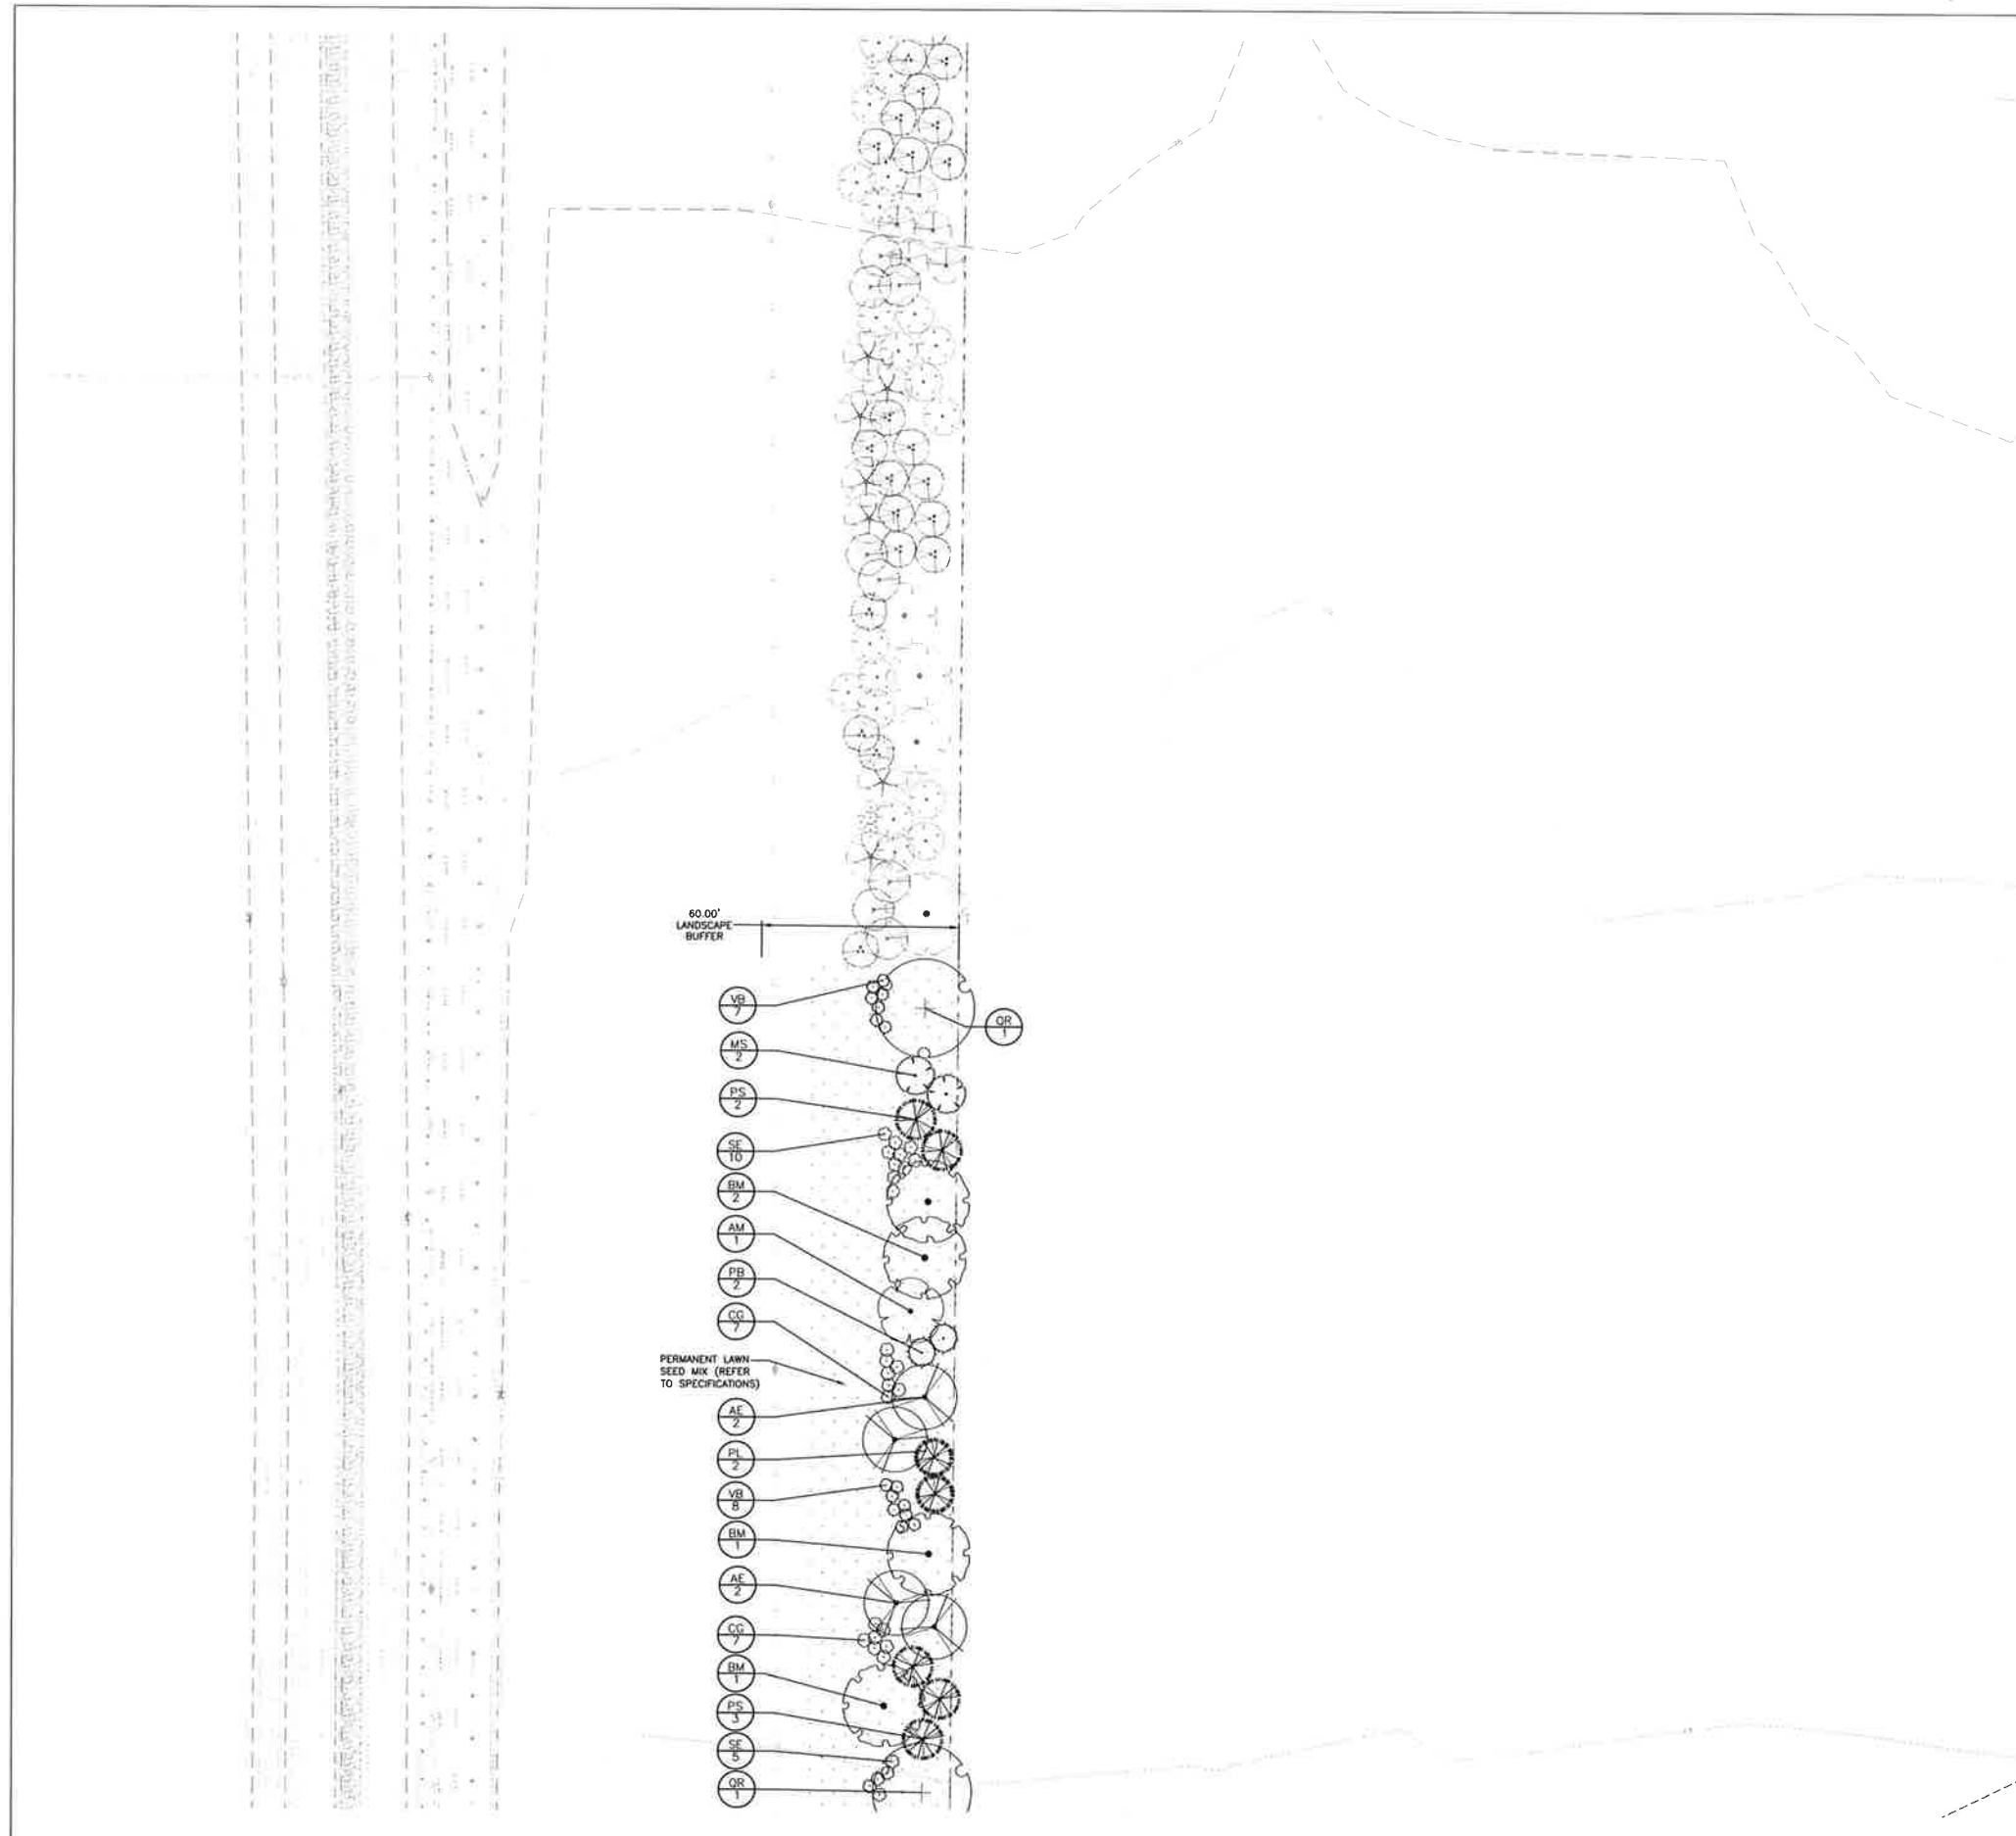 60.00'
LANDSCAPE
BUFFER
VB
7
QR
1
MS
2
PS
2
SE
10
BM
2
AM
1
PB
2
CG
7
PERMANENT LAWN
SEED MIX (REFER
TO SPECIFICATIONS)
AE
2
PL
2
VB
8
BM
1
AE
2
CG
7
BM
1
PS
3
SE
5
QR
1